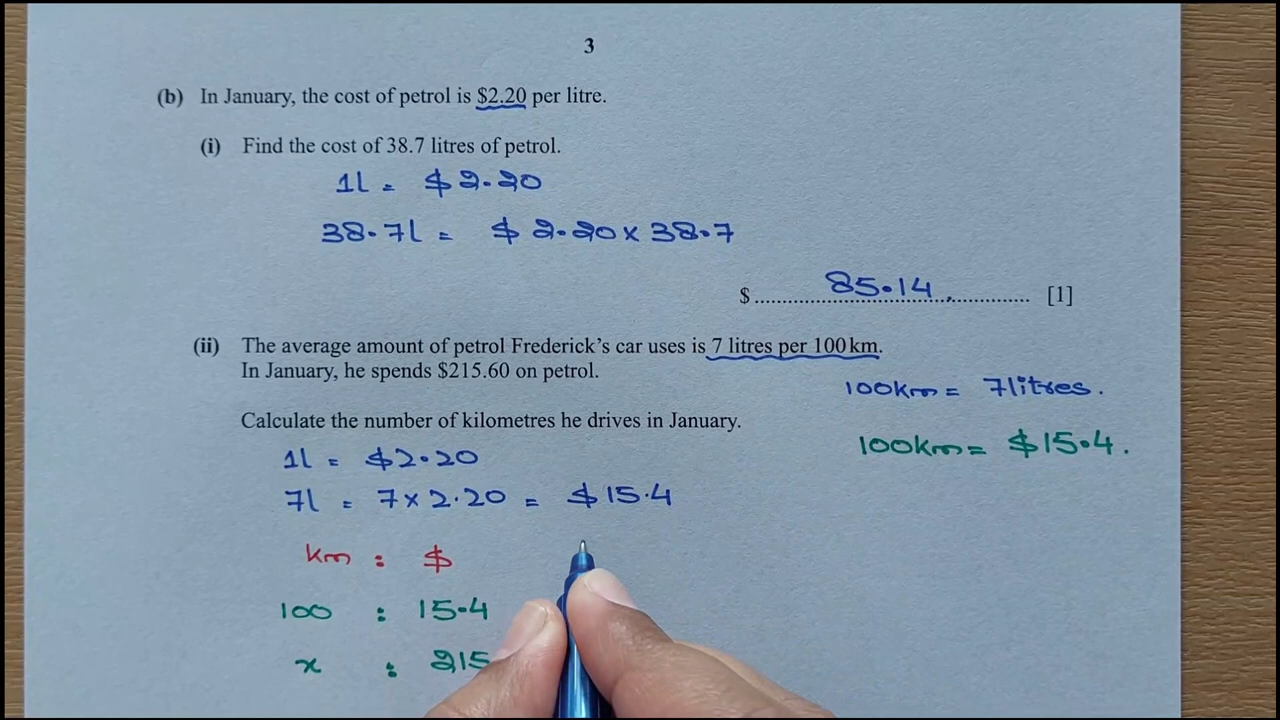 3
(b) In January, the cost of petrol is $2.20 per litre.
(i) Find the cost of 38.7 litres of petrol.
1l = $2.20
38.7l = $ 2.20 x 38.7
$ 85.14 [1]
(ii) The average amount of petrol Frederick's car uses is 7 litres per 100 km.
In January, he spends $215.60 on petrol.
100km = 7litres.
Calculate the number of kilometres he drives in January.
100km = $15.4.
1l = $2.20
7l = 7 x 2.20 = $15.4
km : $
100 : 15.4
x : 215